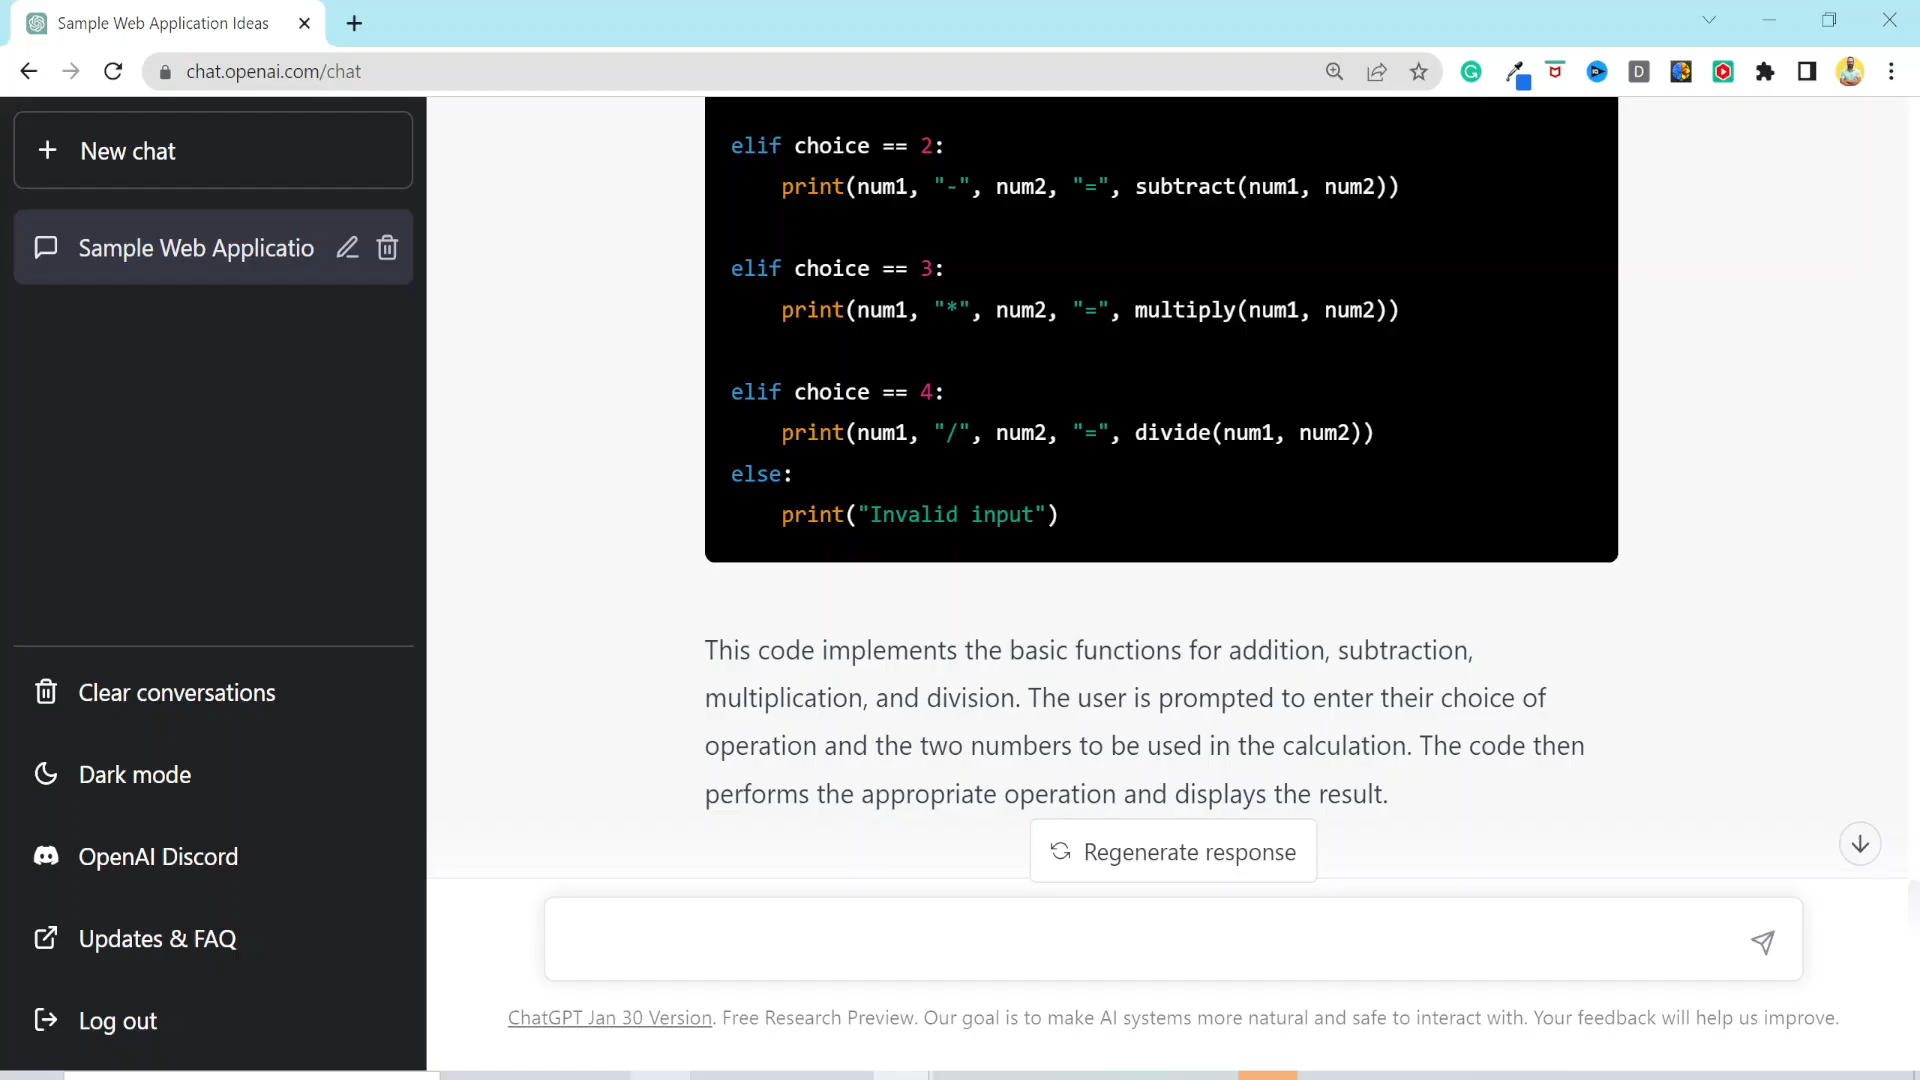 Sample Web Application Ideas
chat.openai.com/chat
D
New chat
Sample Web Applicatio
Clear conversations
Dark mode
OpenAI Discord
Updates & FAQ
Log out
elif choice == 2:
print(num1, "-", num2, "=", subtract(num1, num2))
elif choice == 3:
print(num1, "*", num2, "=", multiply(num1, num2))
elif choice == 4:
print(num1, "/", num2, "=", divide(num1, num2))
else:
print("Invalid input")
This code implements the basic functions for addition, subtraction,
multiplication, and division. The user is prompted to enter their choice of
operation and the two numbers to be used in the calculation. The code then
performs the appropriate operation and displays the result.
Regenerate response
ChatGPT Jan 30 Version. Free Research Preview. Our goal is to make AI systems more natural and safe to interact with. Your feedback will help us improve.